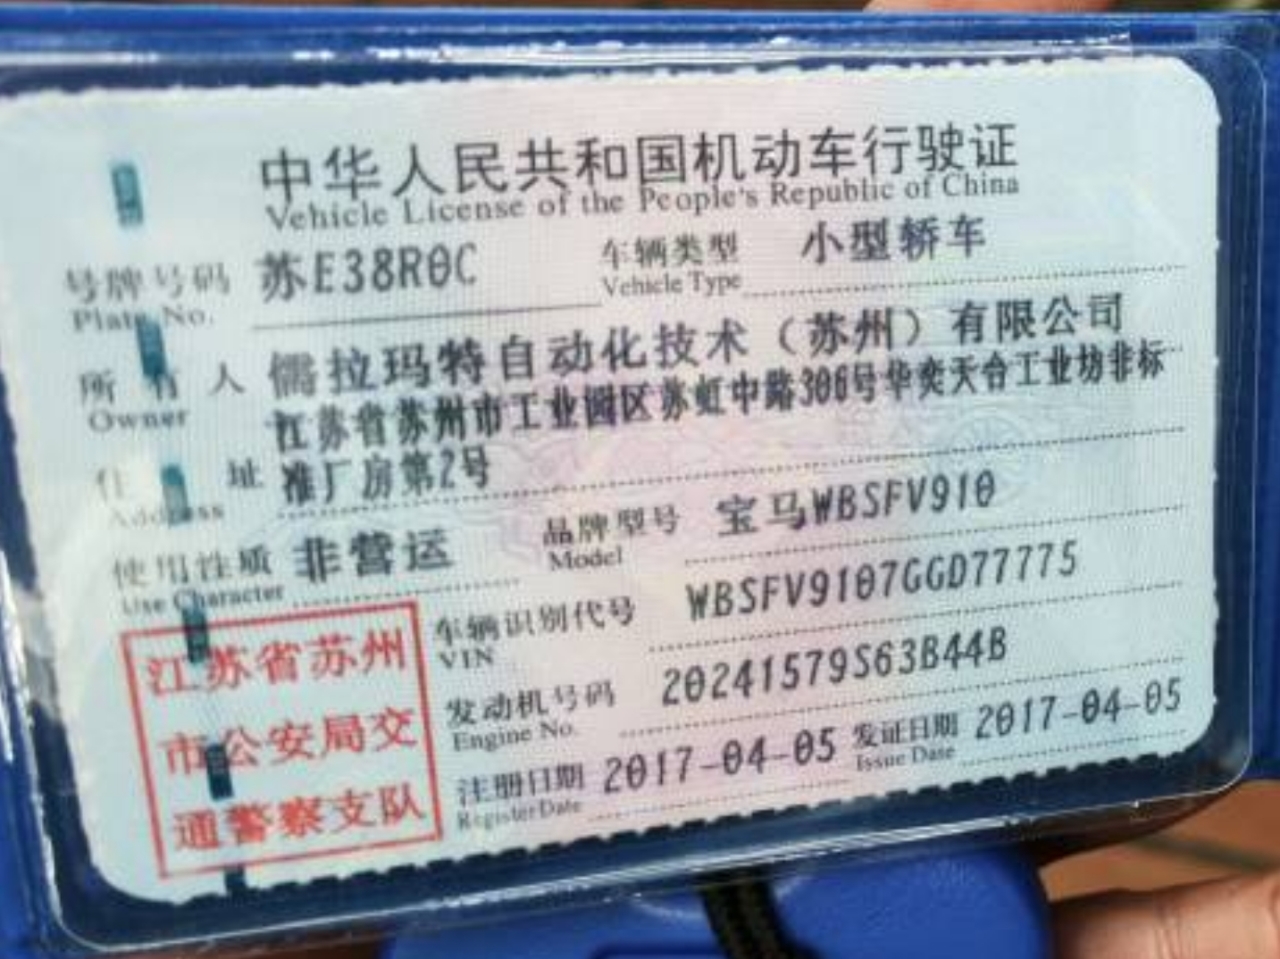 中华人民共和国机动车行驶证
Vehicle License of the People's Republic of China
号牌号码 苏E38R0C 车辆类型 小型轿车
Plate No. Vehicle Type
所有人 儒拉玛特自动化技术（苏州）有限公司
Owner
住址 江苏省苏州市工业园区苏虹中路306号华奕天合工业坊非标
准厂房第2号
Address
使用性质 非营运 品牌型号 宝马WBSFV910
Use Character Model
车辆识别代号 WBSFV9107GGD77775
VIN
发动机号码 20241579S63B44B
Engine No.
注册日期 2017-04-05 发证日期 2017-04-05
Register Date Issue Date
江苏省苏州
市公安局交
通警察支队